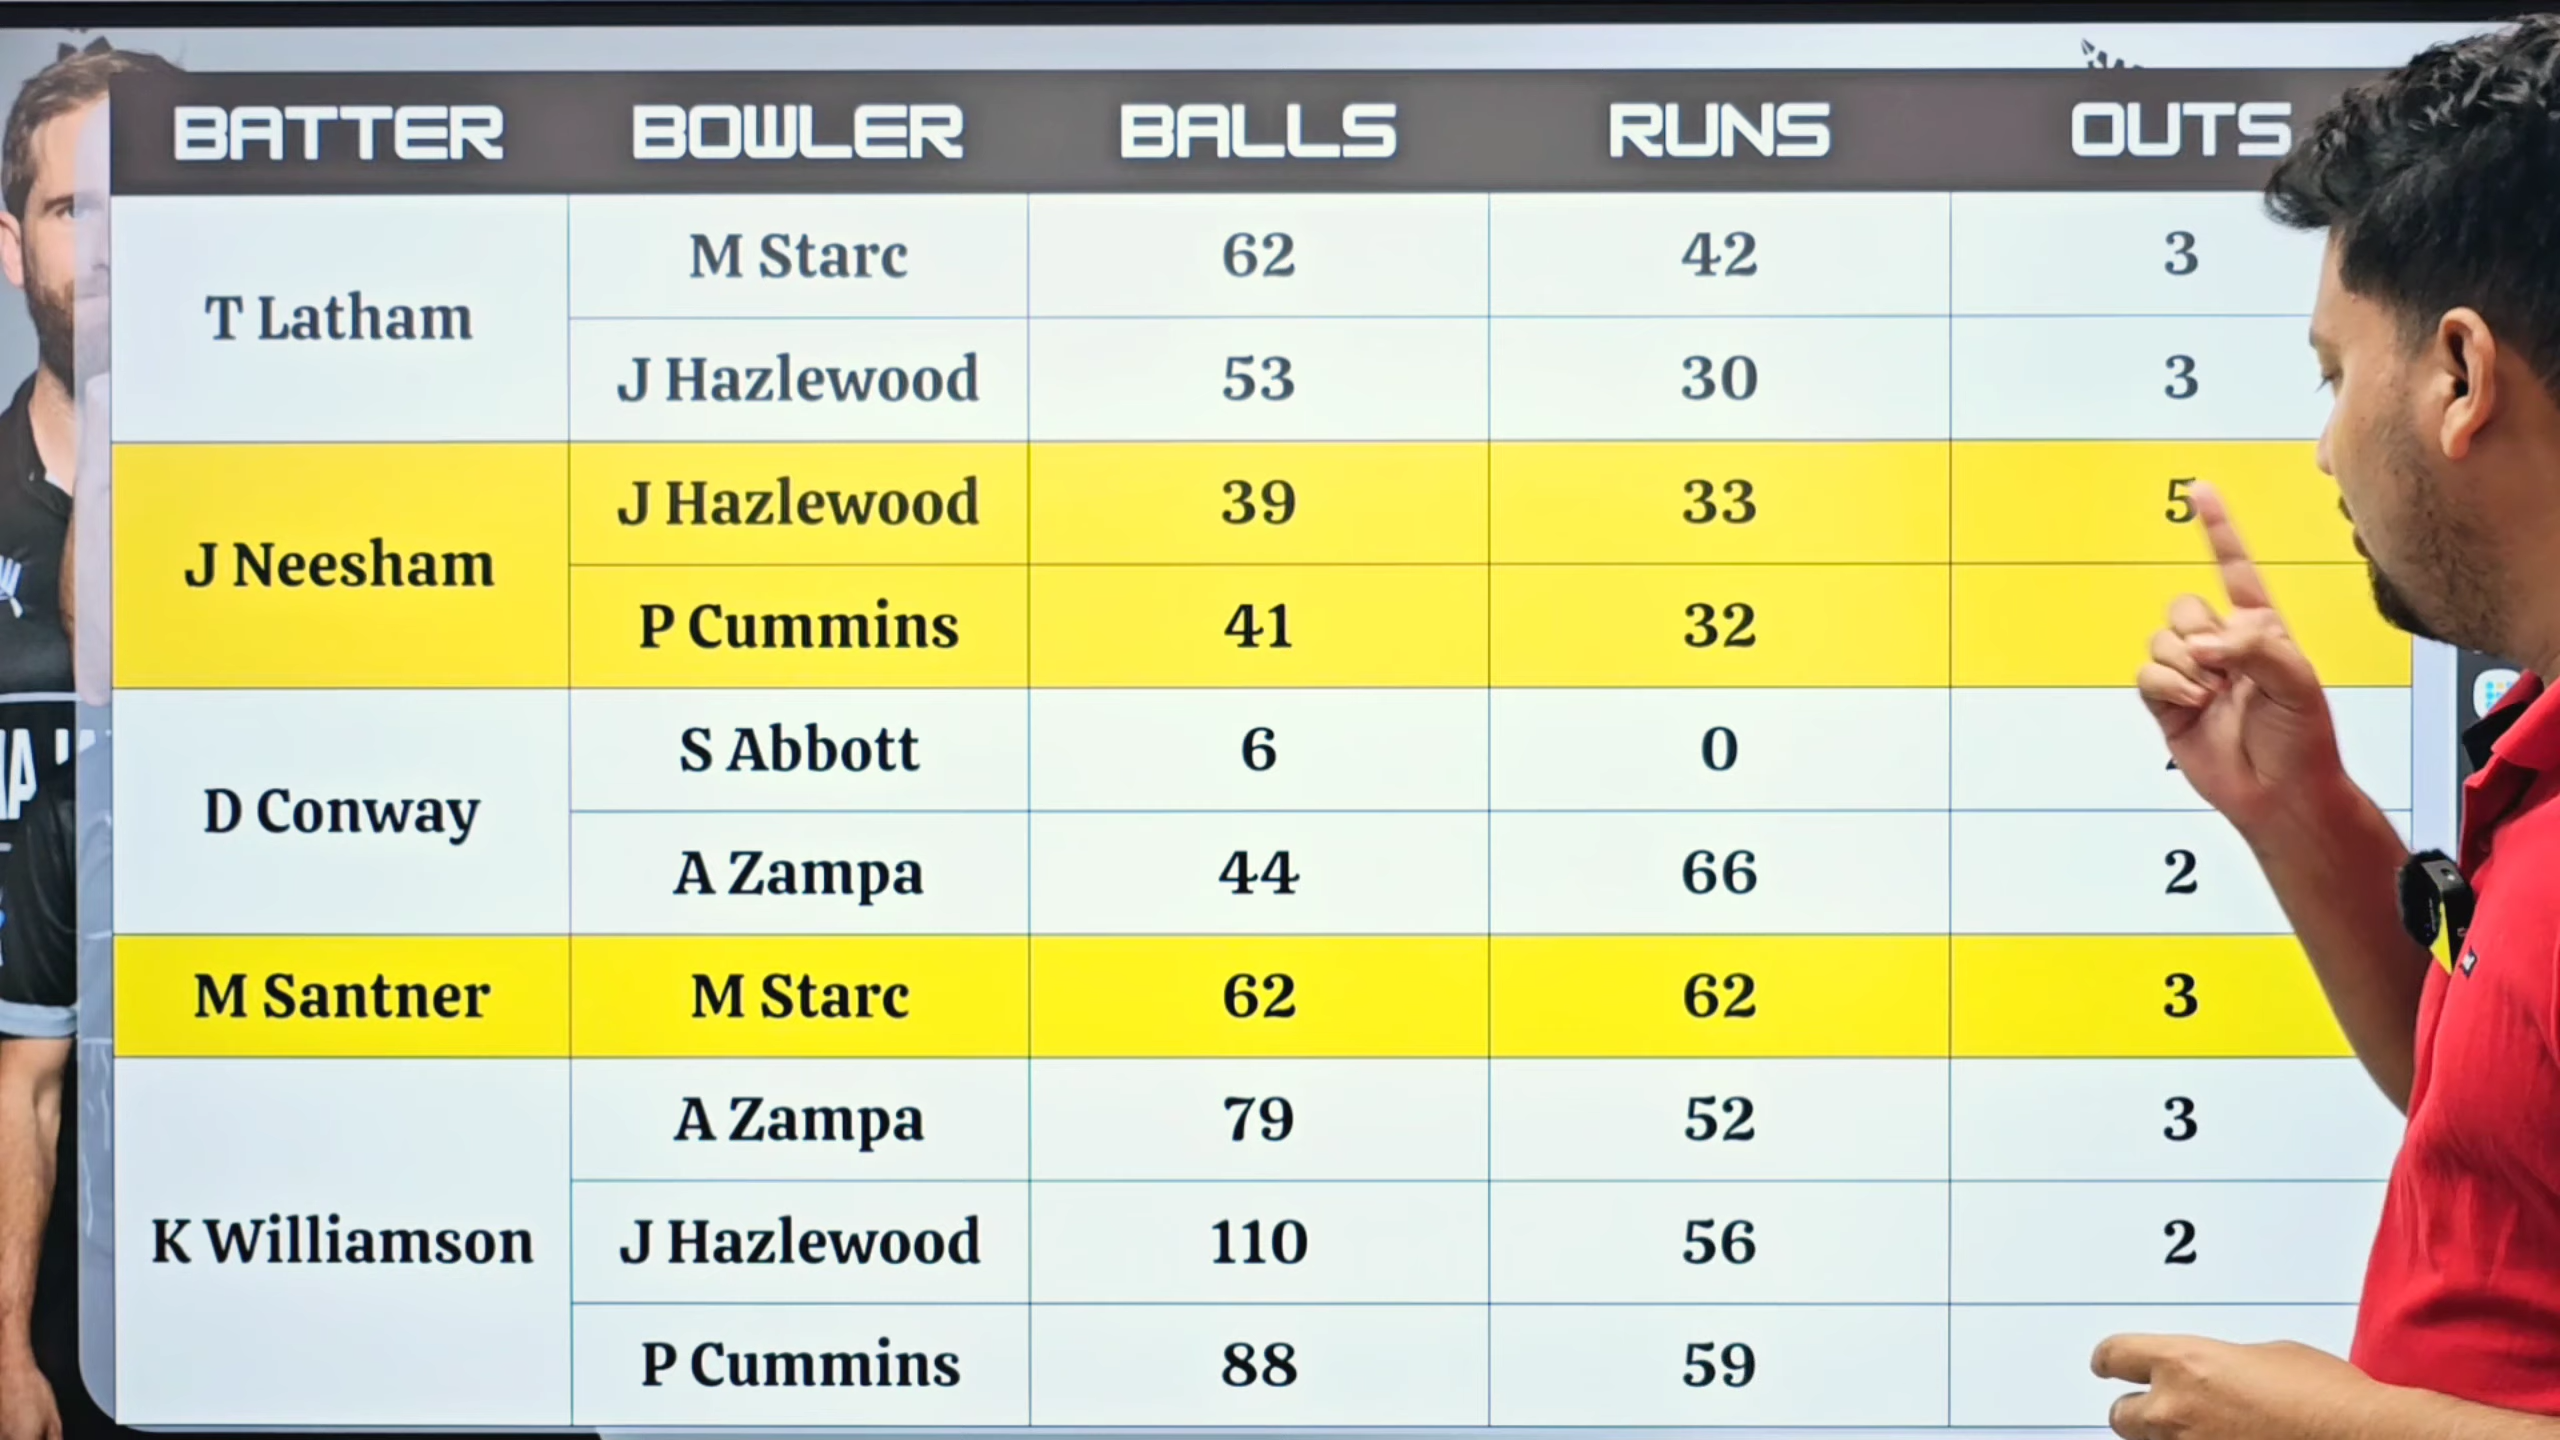 BATTER BOWLER BALLS RUNS OUTS
T Latham M Starc 62 42 3
J Hazlewood 53 30 3
J Neesham J Hazlewood 39 33 5
P Cummins 41 32
D Conway S Abbott 6 0
A Zampa 44 66 2
M Santner M Starc 62 62 3
K Williamson A Zampa 79 52 3
J Hazlewood 110 56 2
P Cummins 88 59